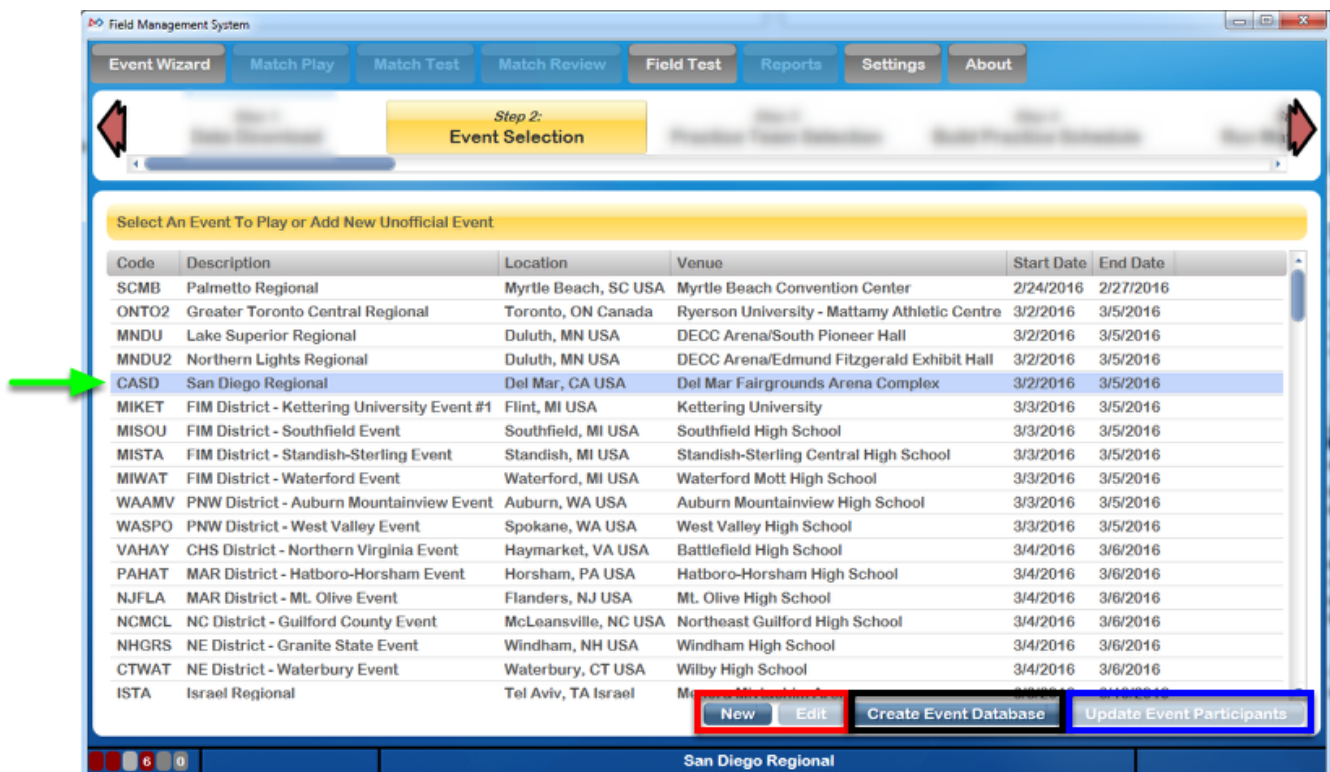 Field Management System
Event Wizard Match Play Match Test Match Review Field Test Reports Settings About
Step 2:
Event Selection
Select An Event To Play or Add New Unofficial Event
Code Description Location Venue Start Date End Date
SCMB Palmetto Regional Myrtle Beach, SC USA Myrtle Beach Convention Center 2/24/2016 2/27/2016
ONTO2 Greater Toronto Central Regional Toronto, ON Canada Ryerson University - Mattamy Athletic Centre 3/2/2016 3/5/2016
MNDU Lake Superior Regional Duluth, MN USA DECC Arena/South Pioneer Hall 3/2/2016 3/5/2016
MNDU2 Northern Lights Regional Duluth, MN USA DECC Arena/Edmund Fitzgerald Exhibit Hall 3/2/2016 3/5/2016
CASD San Diego Regional Del Mar, CA USA Del Mar Fairgrounds Arena Complex 3/2/2016 3/5/2016
MIKET FIM District - Kettering University Event #1 Flint, MI USA Kettering University 3/3/2016 3/5/2016
MISOU FIM District - Southfield Event Southfield, MI USA Southfield High School 3/3/2016 3/5/2016
MISTA FIM District - Standish-Sterling Event Standish, MI USA Standish-Sterling Central High School 3/3/2016 3/5/2016
MIWAT FIM District - Waterford Event Waterford, MI USA Waterford Mott High School 3/3/2016 3/5/2016
WAAMV PNW District - Auburn Mountainview Event Auburn, WA USA Auburn Mountainview High School 3/3/2016 3/5/2016
WASPO PNW District - West Valley Event Spokane, WA USA West Valley High School 3/3/2016 3/5/2016
VAHAY CHS District - Northern Virginia Event Haymarket, VA USA Battlefield High School 3/4/2016 3/6/2016
PAHAT MAR District - Hatboro-Horsham Event Horsham, PA USA Hatboro-Horsham High School 3/4/2016 3/6/2016
NJFLA MAR District - Mt. Olive Event Flanders, NJ USA Mt. Olive High School 3/4/2016 3/6/2016
NCMCL NC District - Guilford County Event McLeansville, NC USA Northeast Guilford High School 3/4/2016 3/6/2016
NHGRS NE District - Granite State Event Windham, NH USA Windham High School 3/4/2016 3/6/2016
CTWAT NE District - Waterbury Event Waterbury, CT USA Wilby High School 3/4/2016 3/6/2016
ISTA Israel Regional Tel Aviv, TA Israel
New Edit Create Event Database Update Event Participants
6 0 San Diego Regional